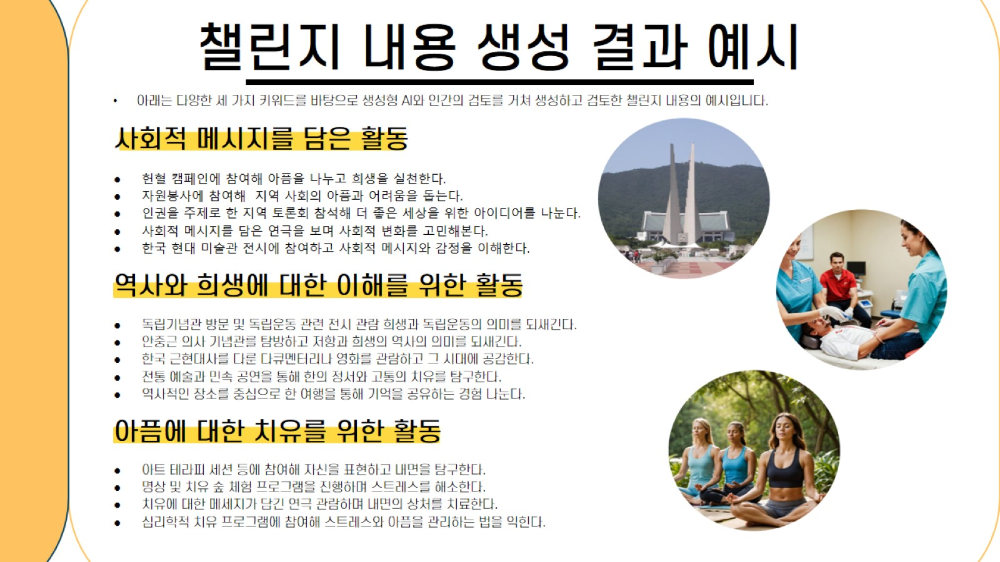 챌린지 내용 생성 결과 예시
• 아래는 다양한 세 가지 키워드를 바탕으로 생성형 AI와 인간의 검토를 거쳐 생성하고 검토한 챌린지 내용의 예시입니다.
사회적 메시지를 담은 활동
● 헌혈 캠페인에 참여해 아픔을 나누고 희생을 실천한다.
● 자원봉사에 참여해 지역 사회의 아픔과 어려움을 돕는다.
● 인권을 주제로 한 지역 토론회 참석해 더 좋은 세상을 위한 아이디어를 나눈다.
● 사회적 메시지를 담은 연극을 보며 사회적 변화를 고민해본다.
● 한국 현대 미술관 전시에 참여하고 사회적 메시지와 감정을 이해한다.
역사와 희생에 대한 이해를 위한 활동
● 독립기념관 방문 및 독립운동 관련 전시 관람 희생과 독립운동의 의미를 되새긴다.
● 안중근 의사 기념관를 탐방하고 저항과 희생의 역사의 의미를 되새긴다.
● 한국 근현대사를 다룬 다큐멘터리나 영화를 관람하고 그 시대에 공감한다.
● 전통 예술과 민속 공연을 통해 한의 정서와 고통의 치유를 탐구한다.
● 역사적인 장소를 중심으로 한 여행을 통해 기억을 공유하는 경험 나눈다.
아픔에 대한 치유를 위한 활동
● 아트 테라피 세션 등에 참여해 자신을 표현하고 내면을 탐구한다.
● 명상 및 치유 숲 체험 프로그램을 진행하며 스트레스를 해소한다.
● 치유에 대한 메세지가 담긴 연극 관람하며 내면의 상처를 치료한다.
● 심리학적 치유 프로그램에 참여해 스트레스와 아픔을 관리하는 법을 익힌다.